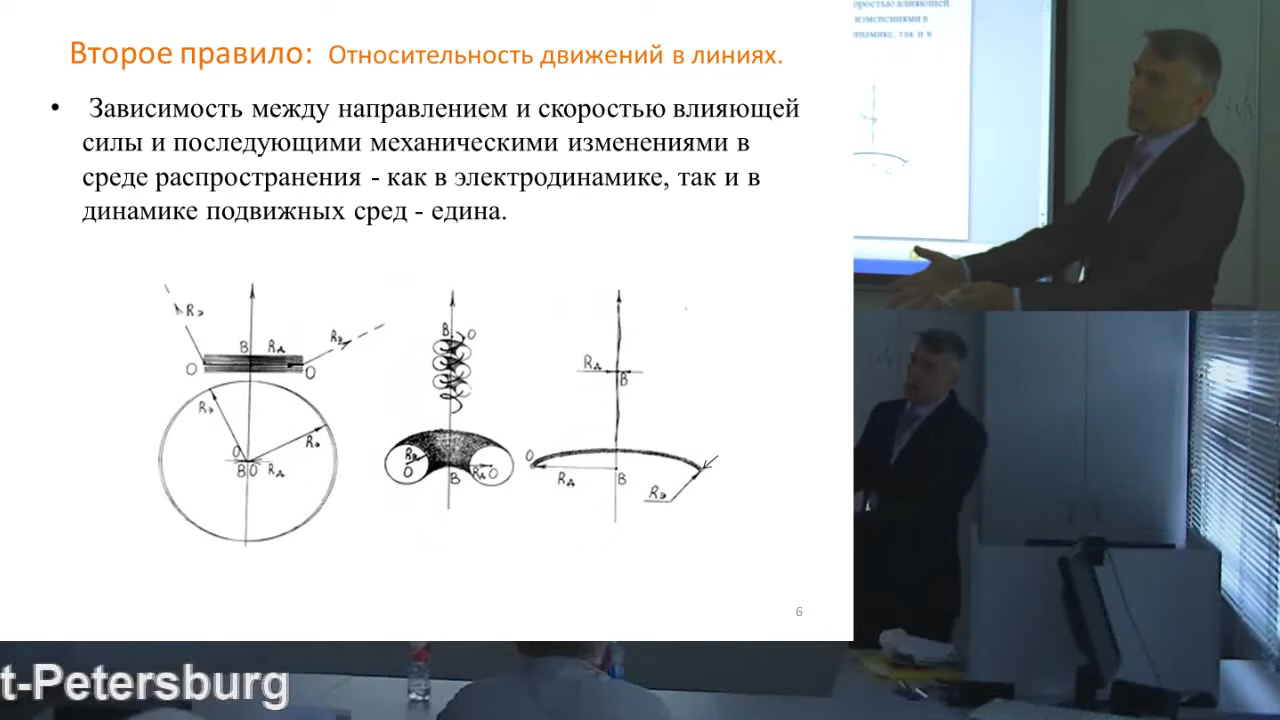 Второе правило: Относительность движений в линиях.
• Зависимость между направлением и скоростью влияющей
силы и последующими механическими изменениями в
среде распространения - как в электродинамике, так и в
динамике подвижных сред - едина.
Rэ
B
Rд
Rэ
O
O
Rэ
Rэ
O
B O Rд
B
O
Rэ
O
B
Rд O
Rд
B
O
Rд
B
Rэ
6
t-Petersburg
изменениями в